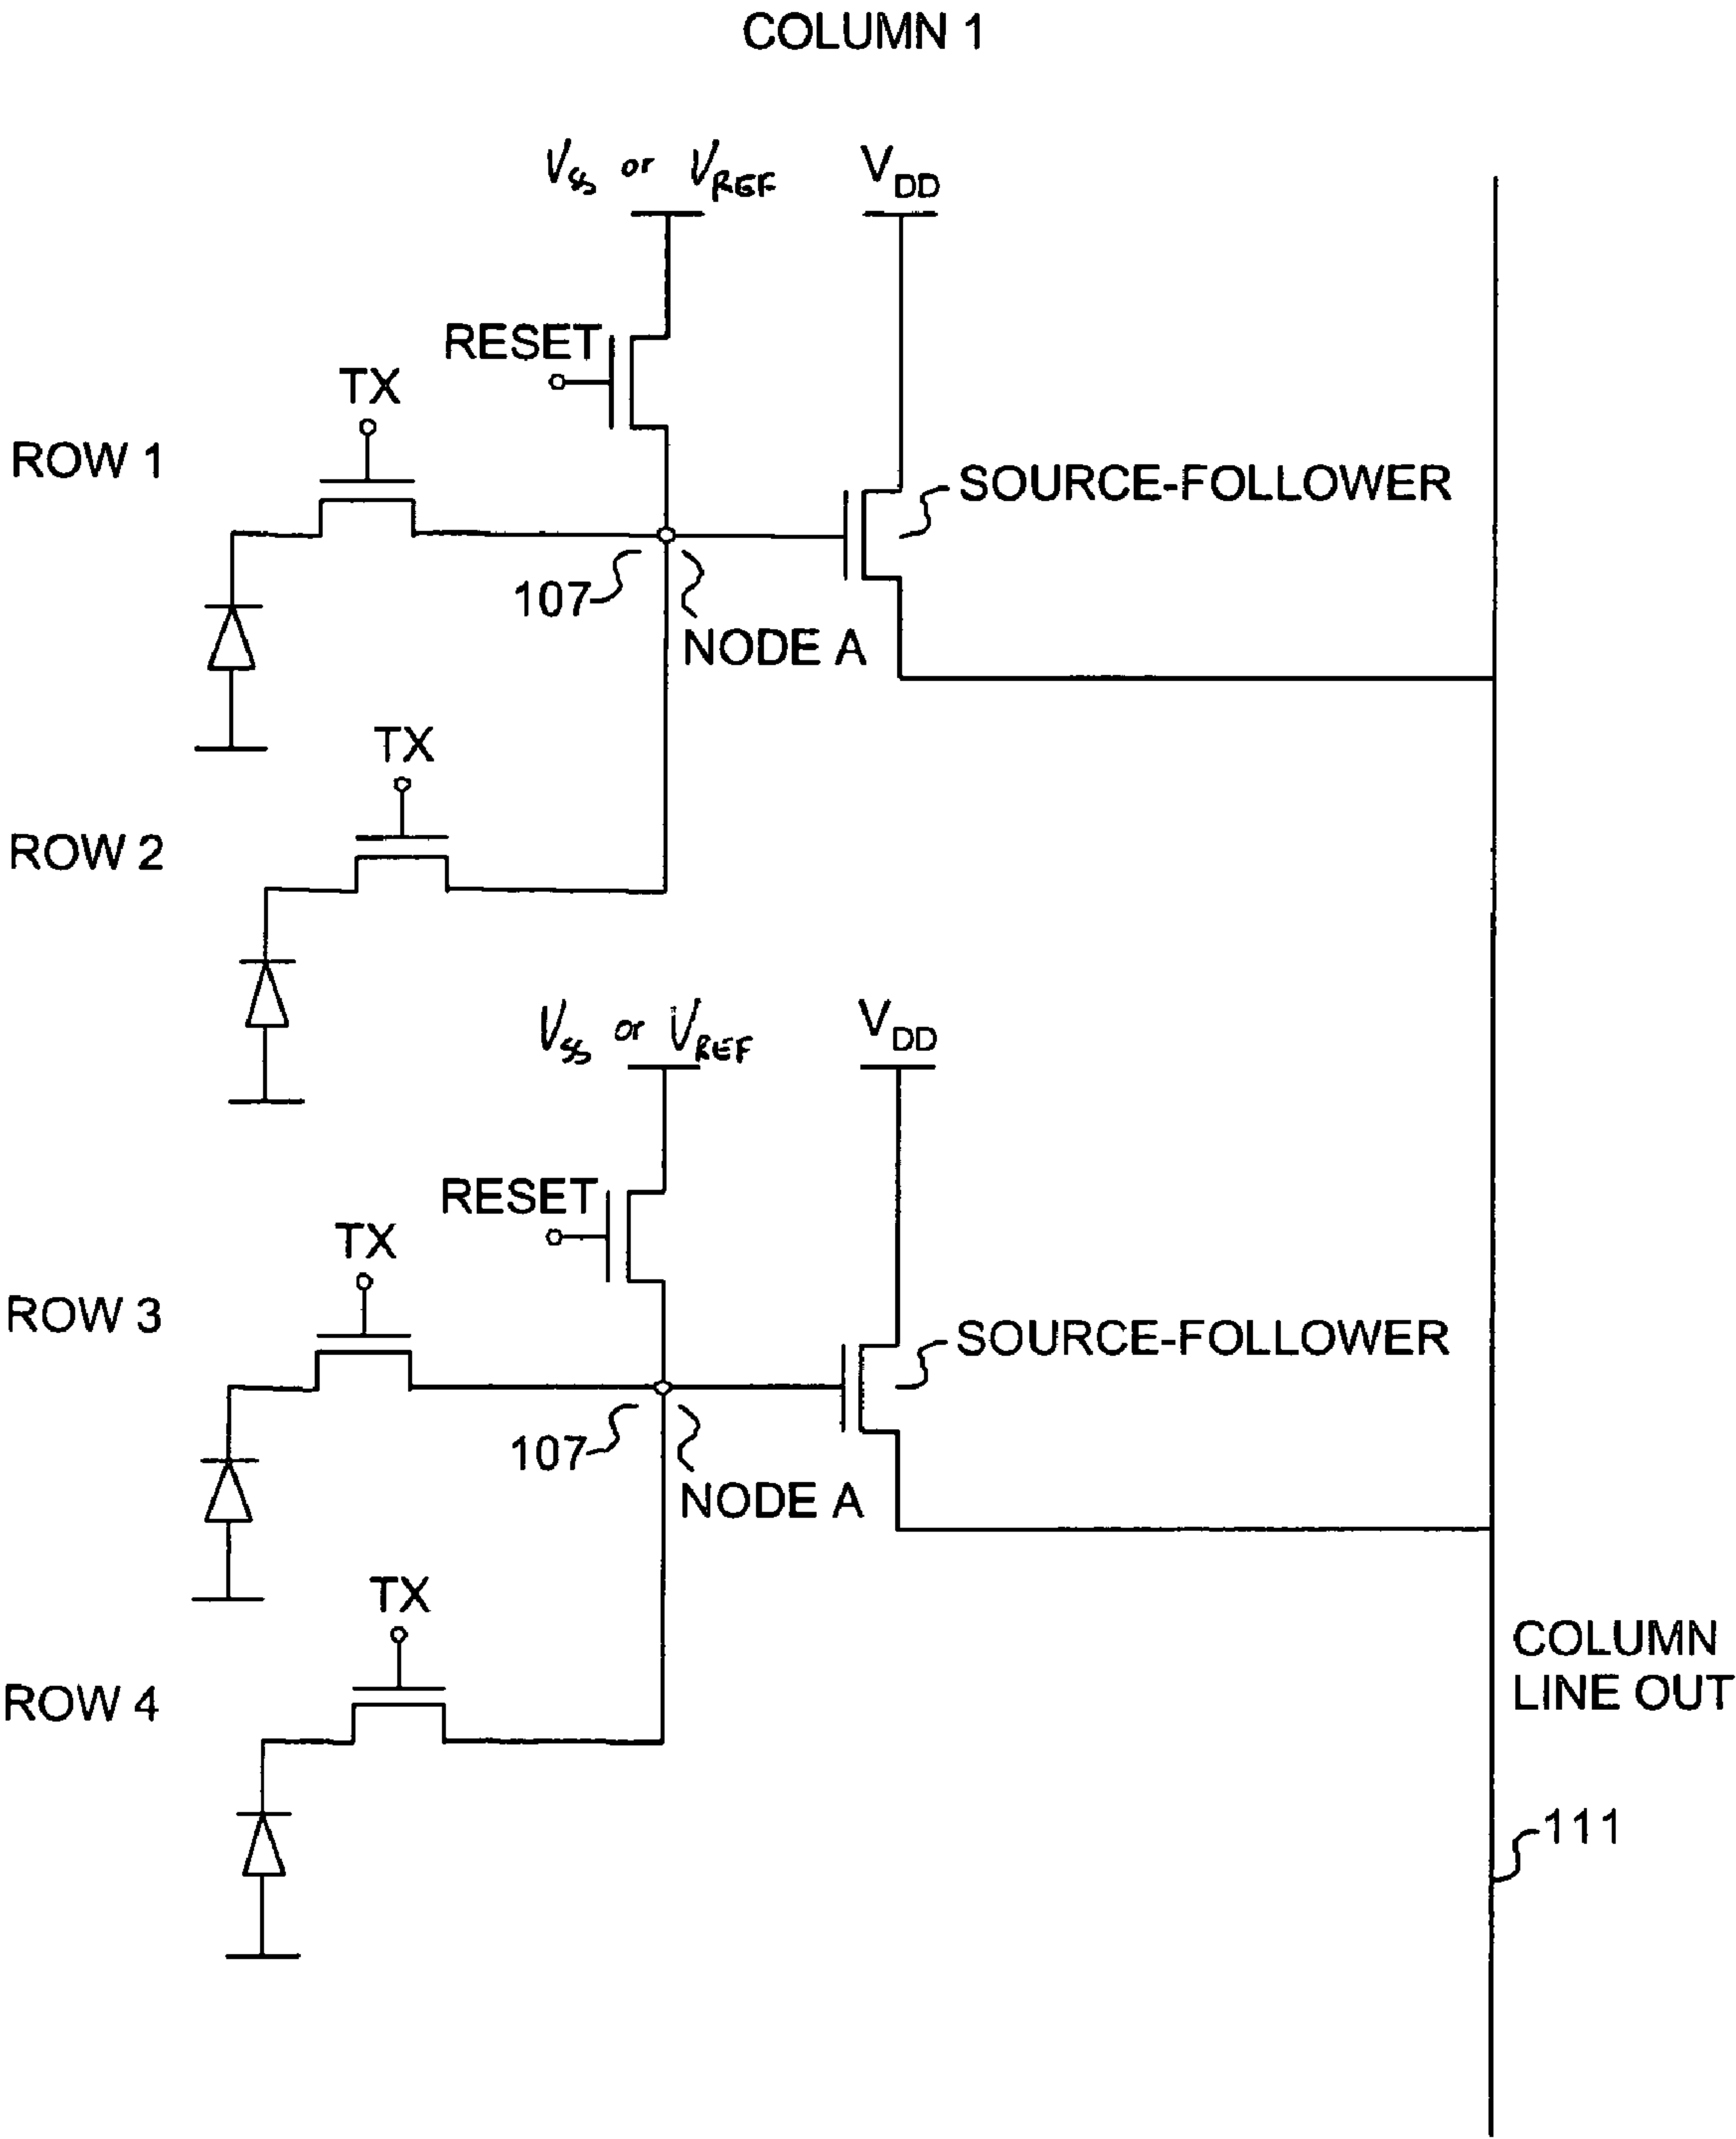 COLUMN 1
VSS or VREF
VDD
RESET
TX
ROW 1
SOURCE-FOLLOWER
107
NODE A
TX
ROW 2
VSS or VREF
VDD
RESET
TX
ROW 3
SOURCE-FOLLOWER
107
NODE A
TX
COLUMN
LINE OUT
ROW 4
111